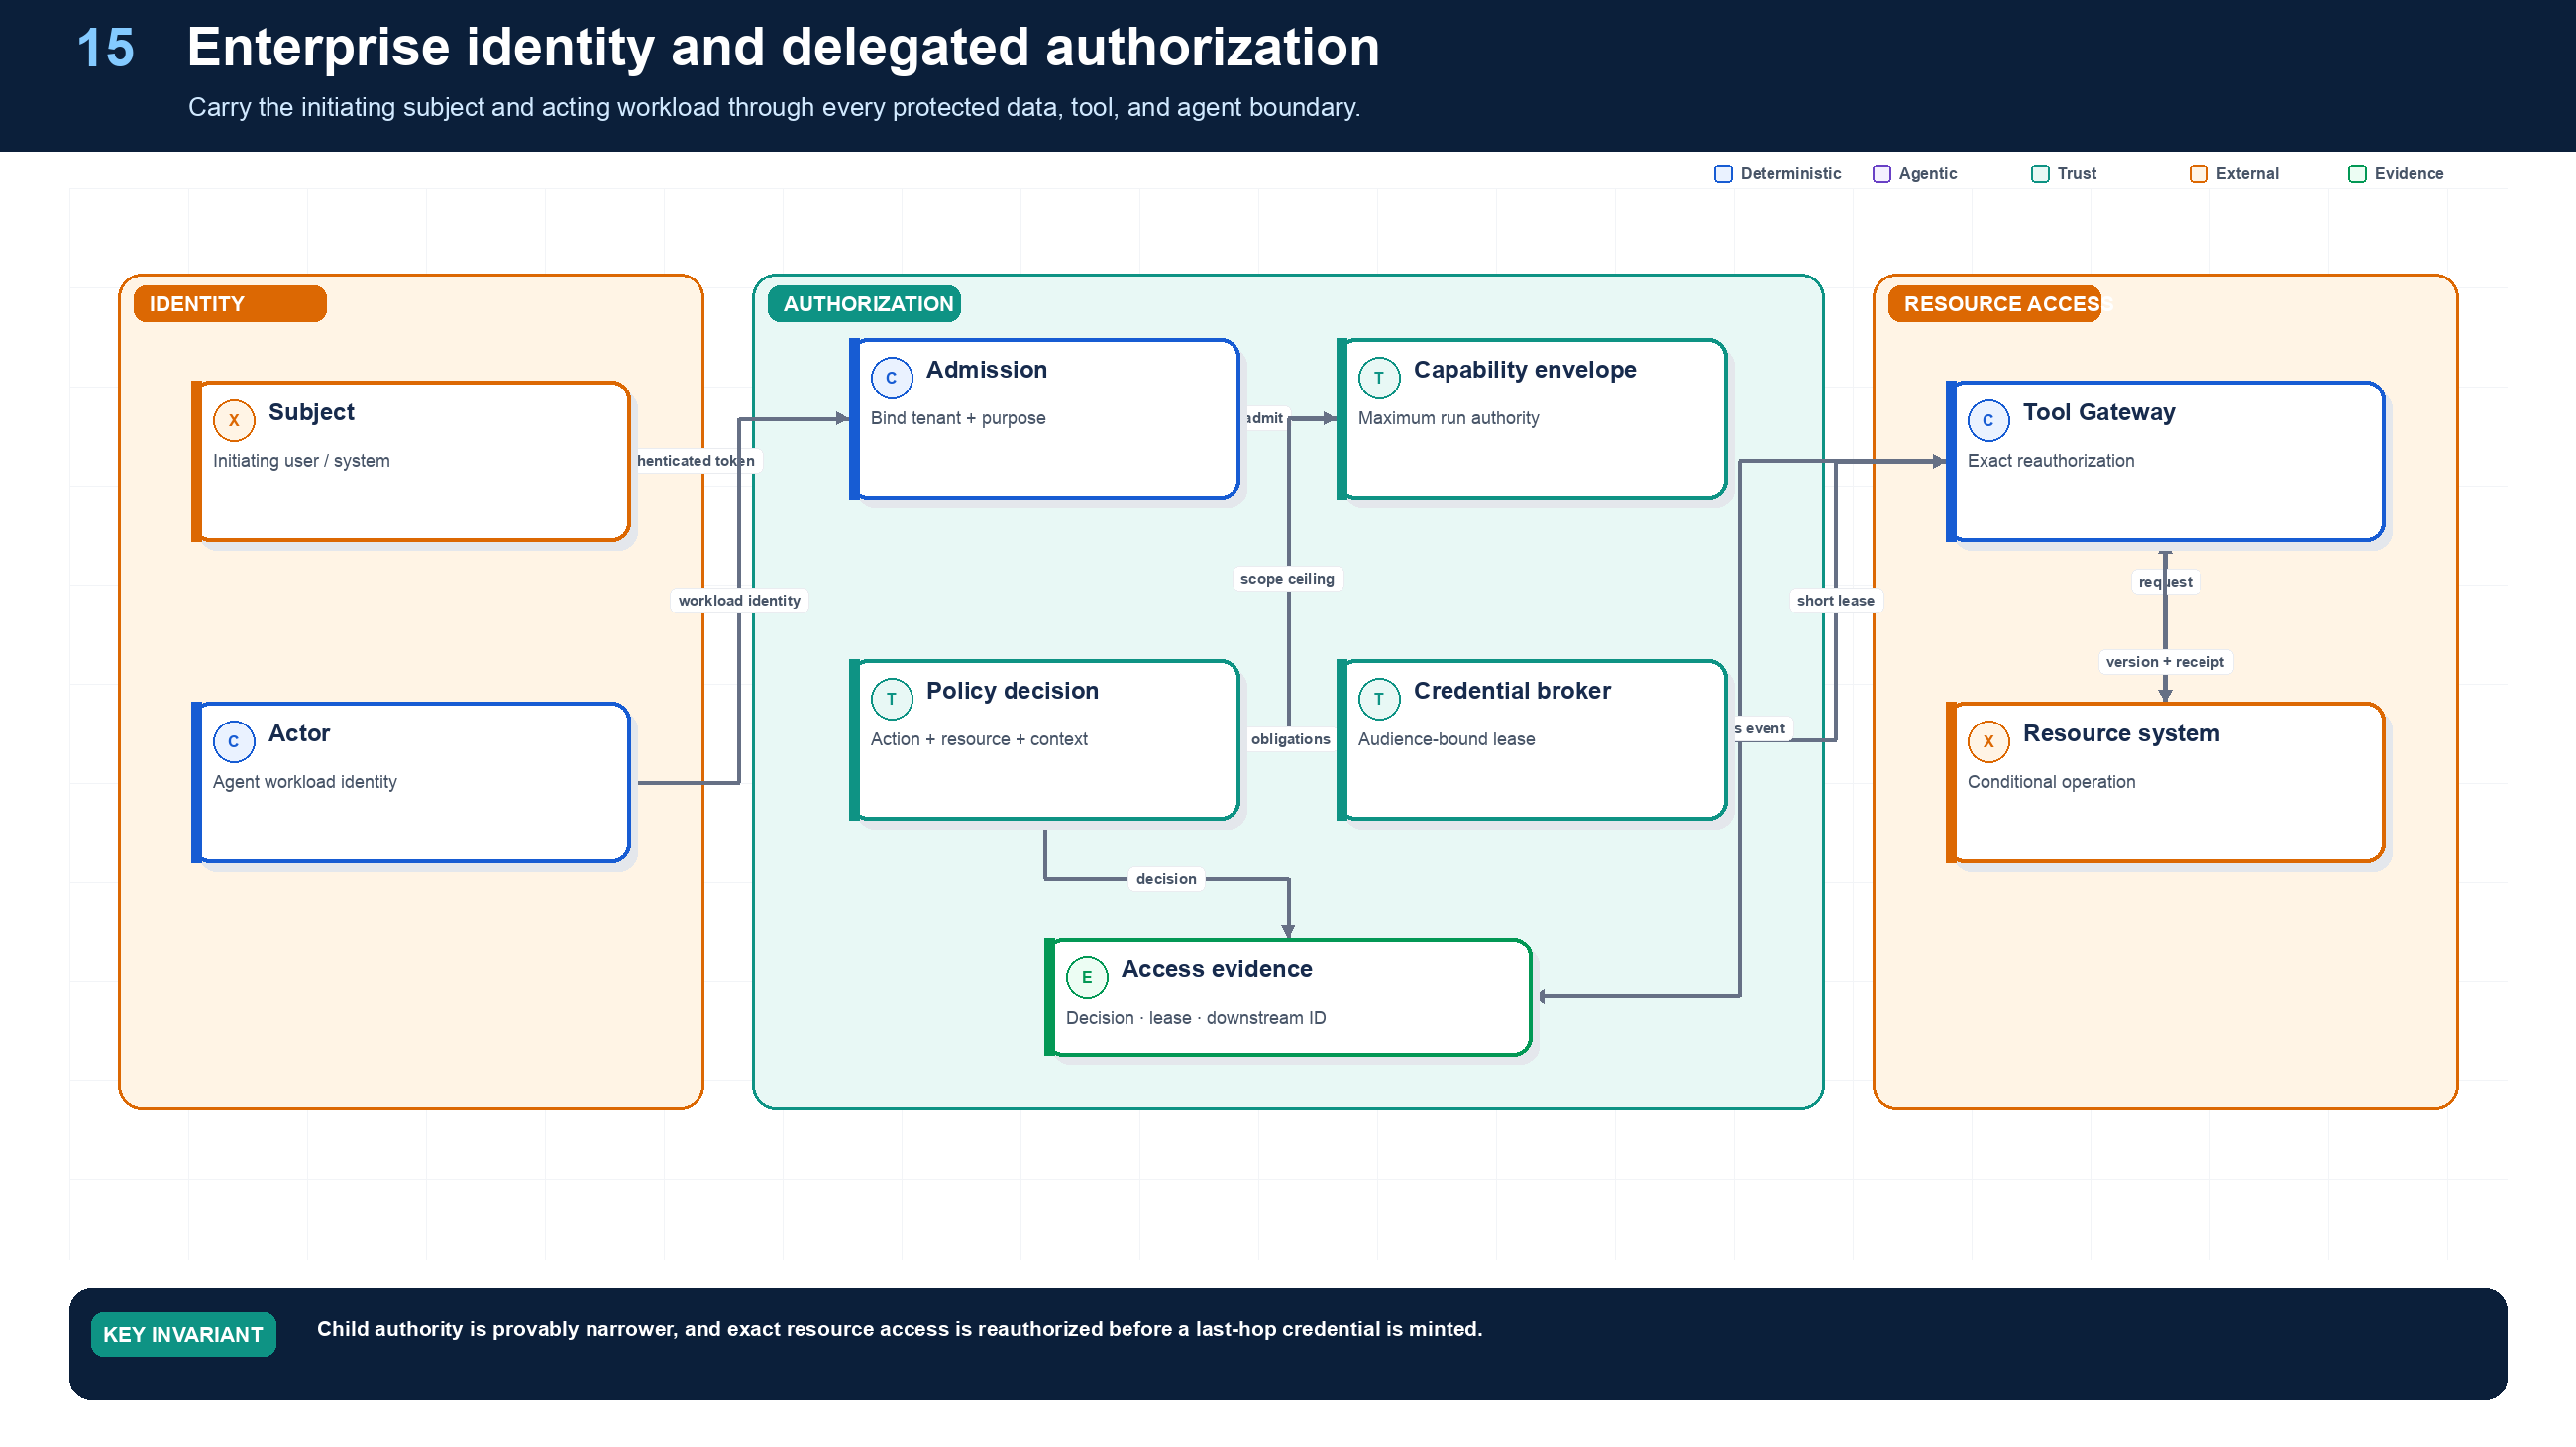 15 Enterprise identity and delegated authorization
Carry the initiating subject and acting workload through every protected data, tool, and agent boundary.
Deterministic Agentic Trust External Evidence
IDENTITY
X Subject
Initiating user / system
henticated token
workload identity
C Actor
Agent workload identity
AUTHORIZATION
C Admission
Bind tenant + purpose
admit
T Capability envelope
Maximum run authority
scope ceiling
T Policy decision
Action + resource + context
obligations
T Credential broker
Audience-bound lease
s event
short lease
decision
E Access evidence
Decision · lease · downstream ID
RESOURCE ACCESS
C Tool Gateway
Exact reauthorization
request
version + receipt
X Resource system
Conditional operation
KEY INVARIANT
Child authority is provably narrower, and exact resource access is reauthorized before a last-hop credential is minted.